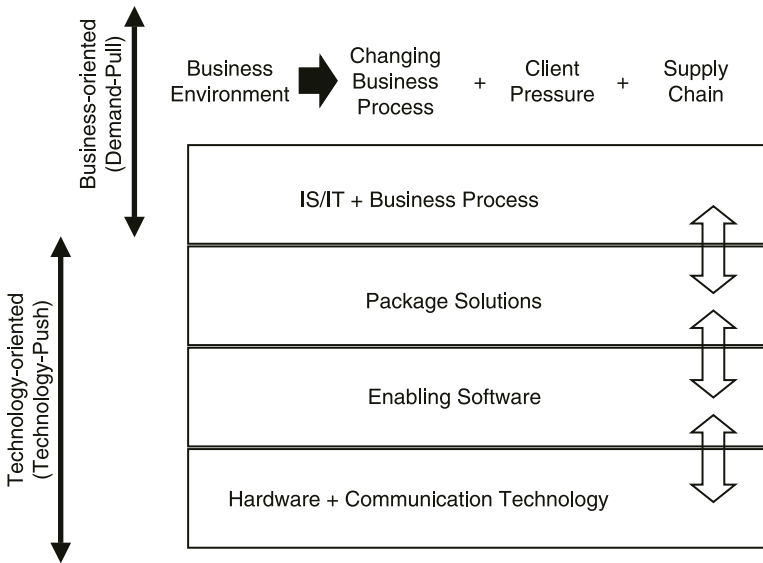 Business-oriented
(Demand-Pull)
Business
Environment
Changing
Business
Process
+
Client
Pressure
+
Supply
Chain
IS/IT + Business Process
Technology-oriented
(Technology-Push)
Package Solutions
Enabling Software
Hardware + Communication Technology